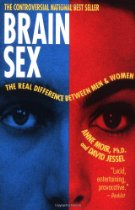 THE CONTROVERSIAL NATIONAL BEST SELLER
BRAIN
SEX
THE REAL DIFFERENCE BETWEEN MEN & WOMEN
ANNE MOIR, Ph.D.
and DAVID JESSEL
"Lucid,
entertaining,
provocative."
—Booklist